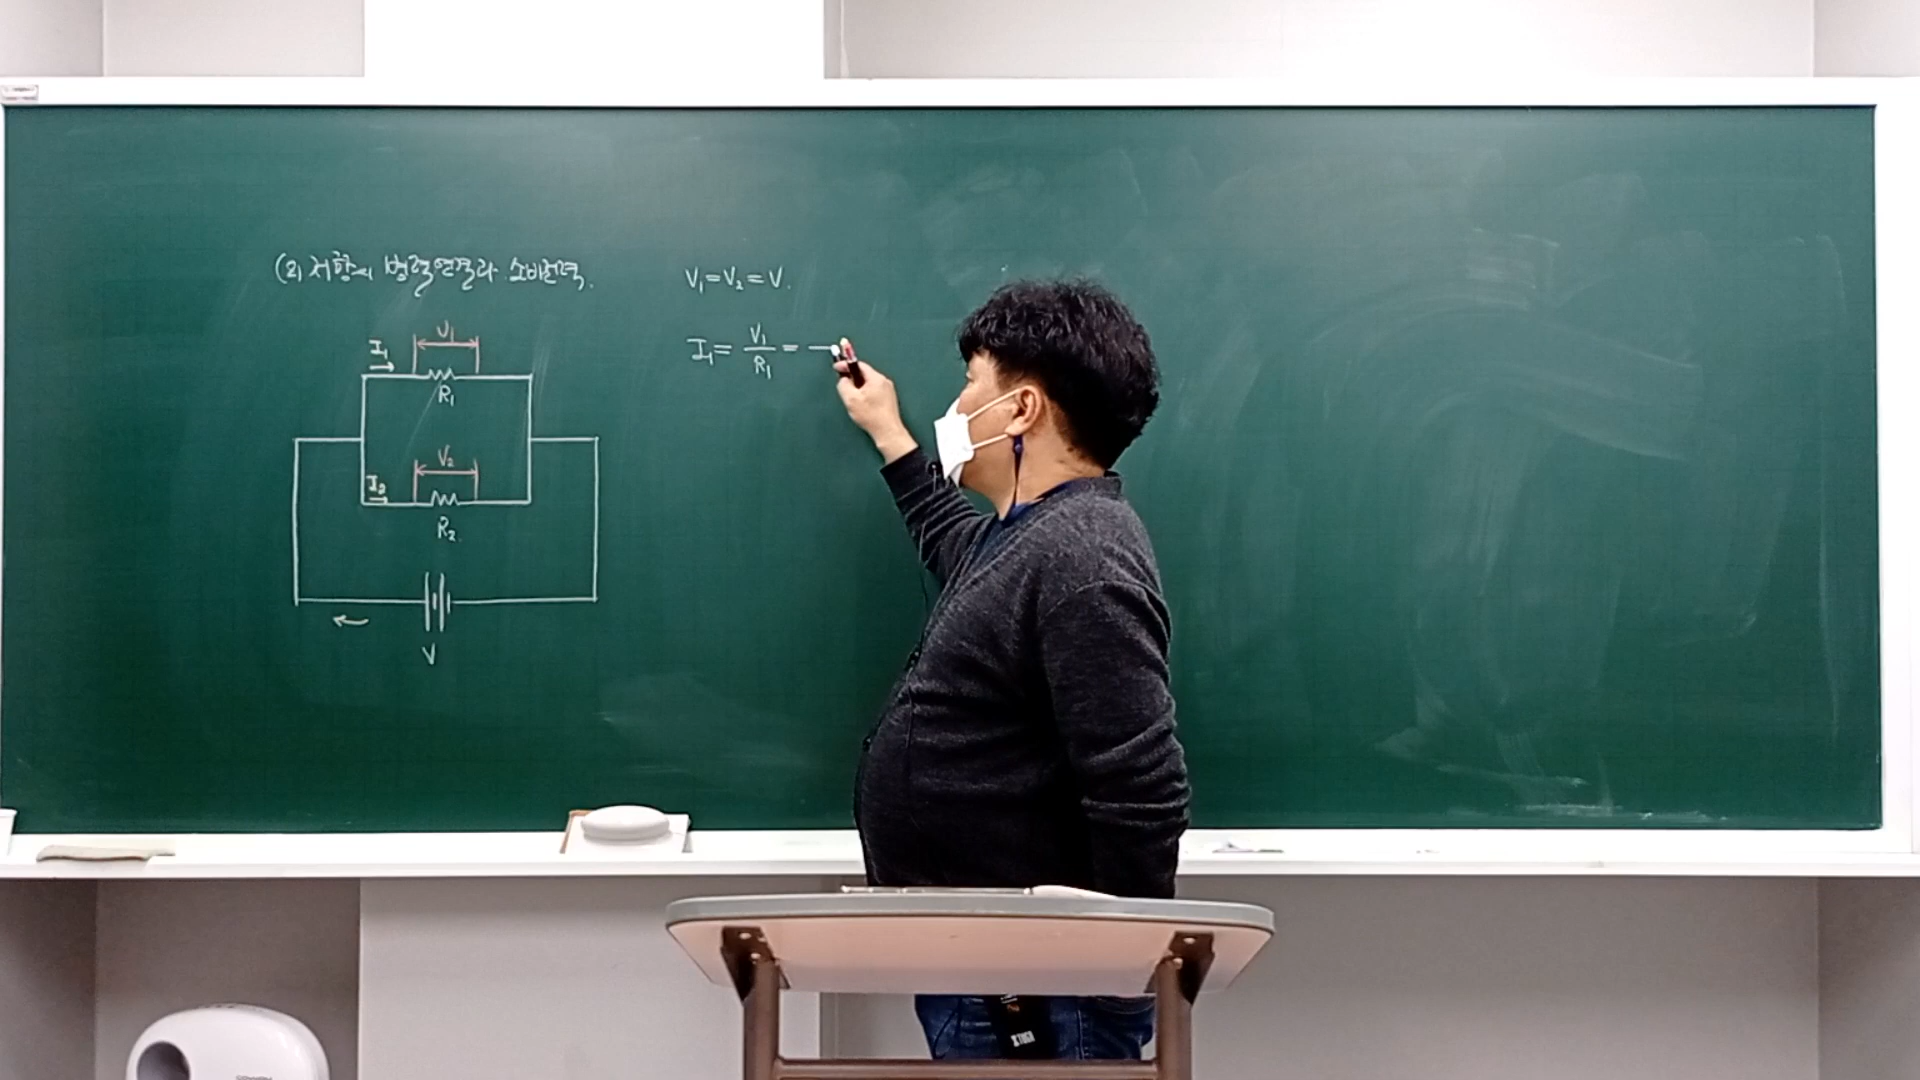 (2) 저항의 병렬연결과 소비전력.
V₁=V₂=V.
I₁ = V₁/R₁ =
V₁
I₁
R₁
V₂
I₂
R₂
V